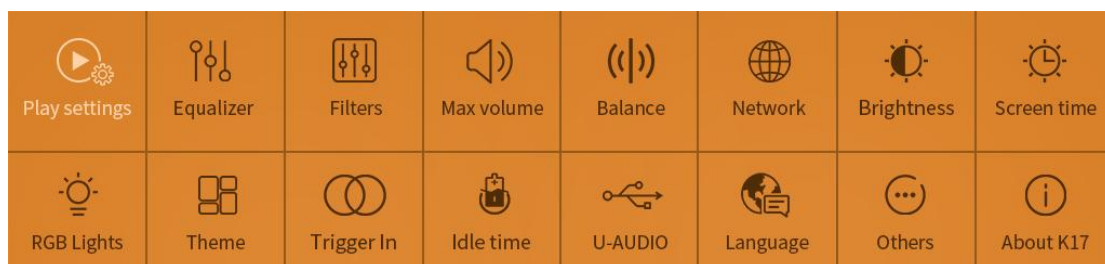 Play settings
Equalizer
Filters
Max volume
Balance
Network
Brightness
Screen time
RGB Lights
Theme
Trigger In
Idle time
U-AUDIO
Language
Others
About K17